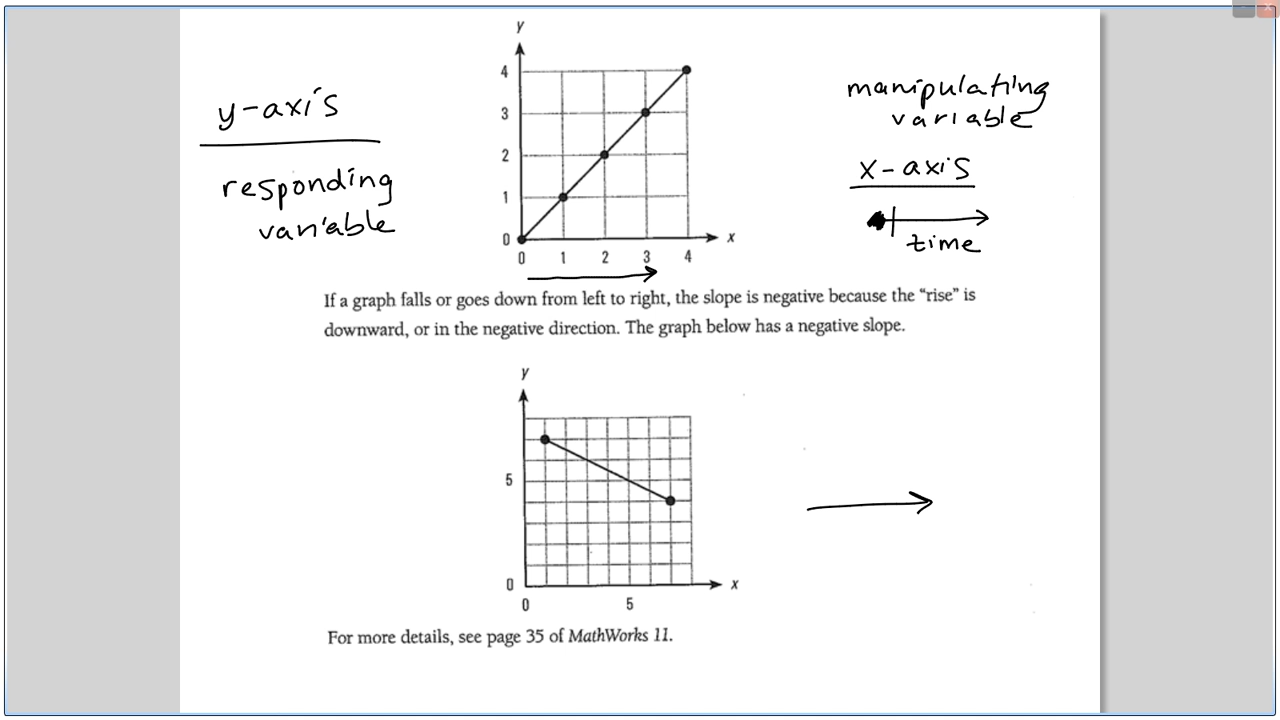 y
4
3
2
1
0
0 1 2 3 4
x
y-axis
responding
variable
manipulating
variable
x-axis
time
If a graph falls or goes down from left to right, the slope is negative because the “rise” is
downward, or in the negative direction. The graph below has a negative slope.
y
5
0
0 5
x
For more details, see page 35 of MathWorks 11.